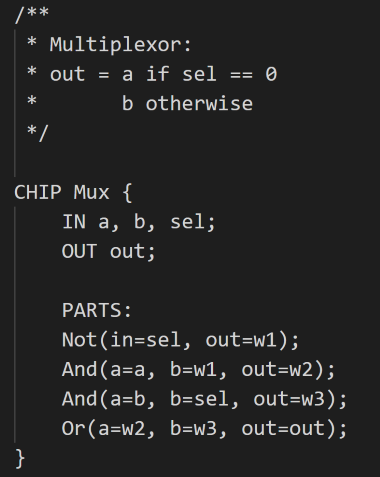 /**
 * Multiplexor:
 * out = a if sel == 0
 *       b otherwise
 */

CHIP Mux {
    IN a, b, sel;
    OUT out;

    PARTS:
    Not(in=sel, out=w1);
    And(a=a, b=w1, out=w2);
    And(a=b, b=sel, out=w3);
    Or(a=w2, b=w3, out=out);
}